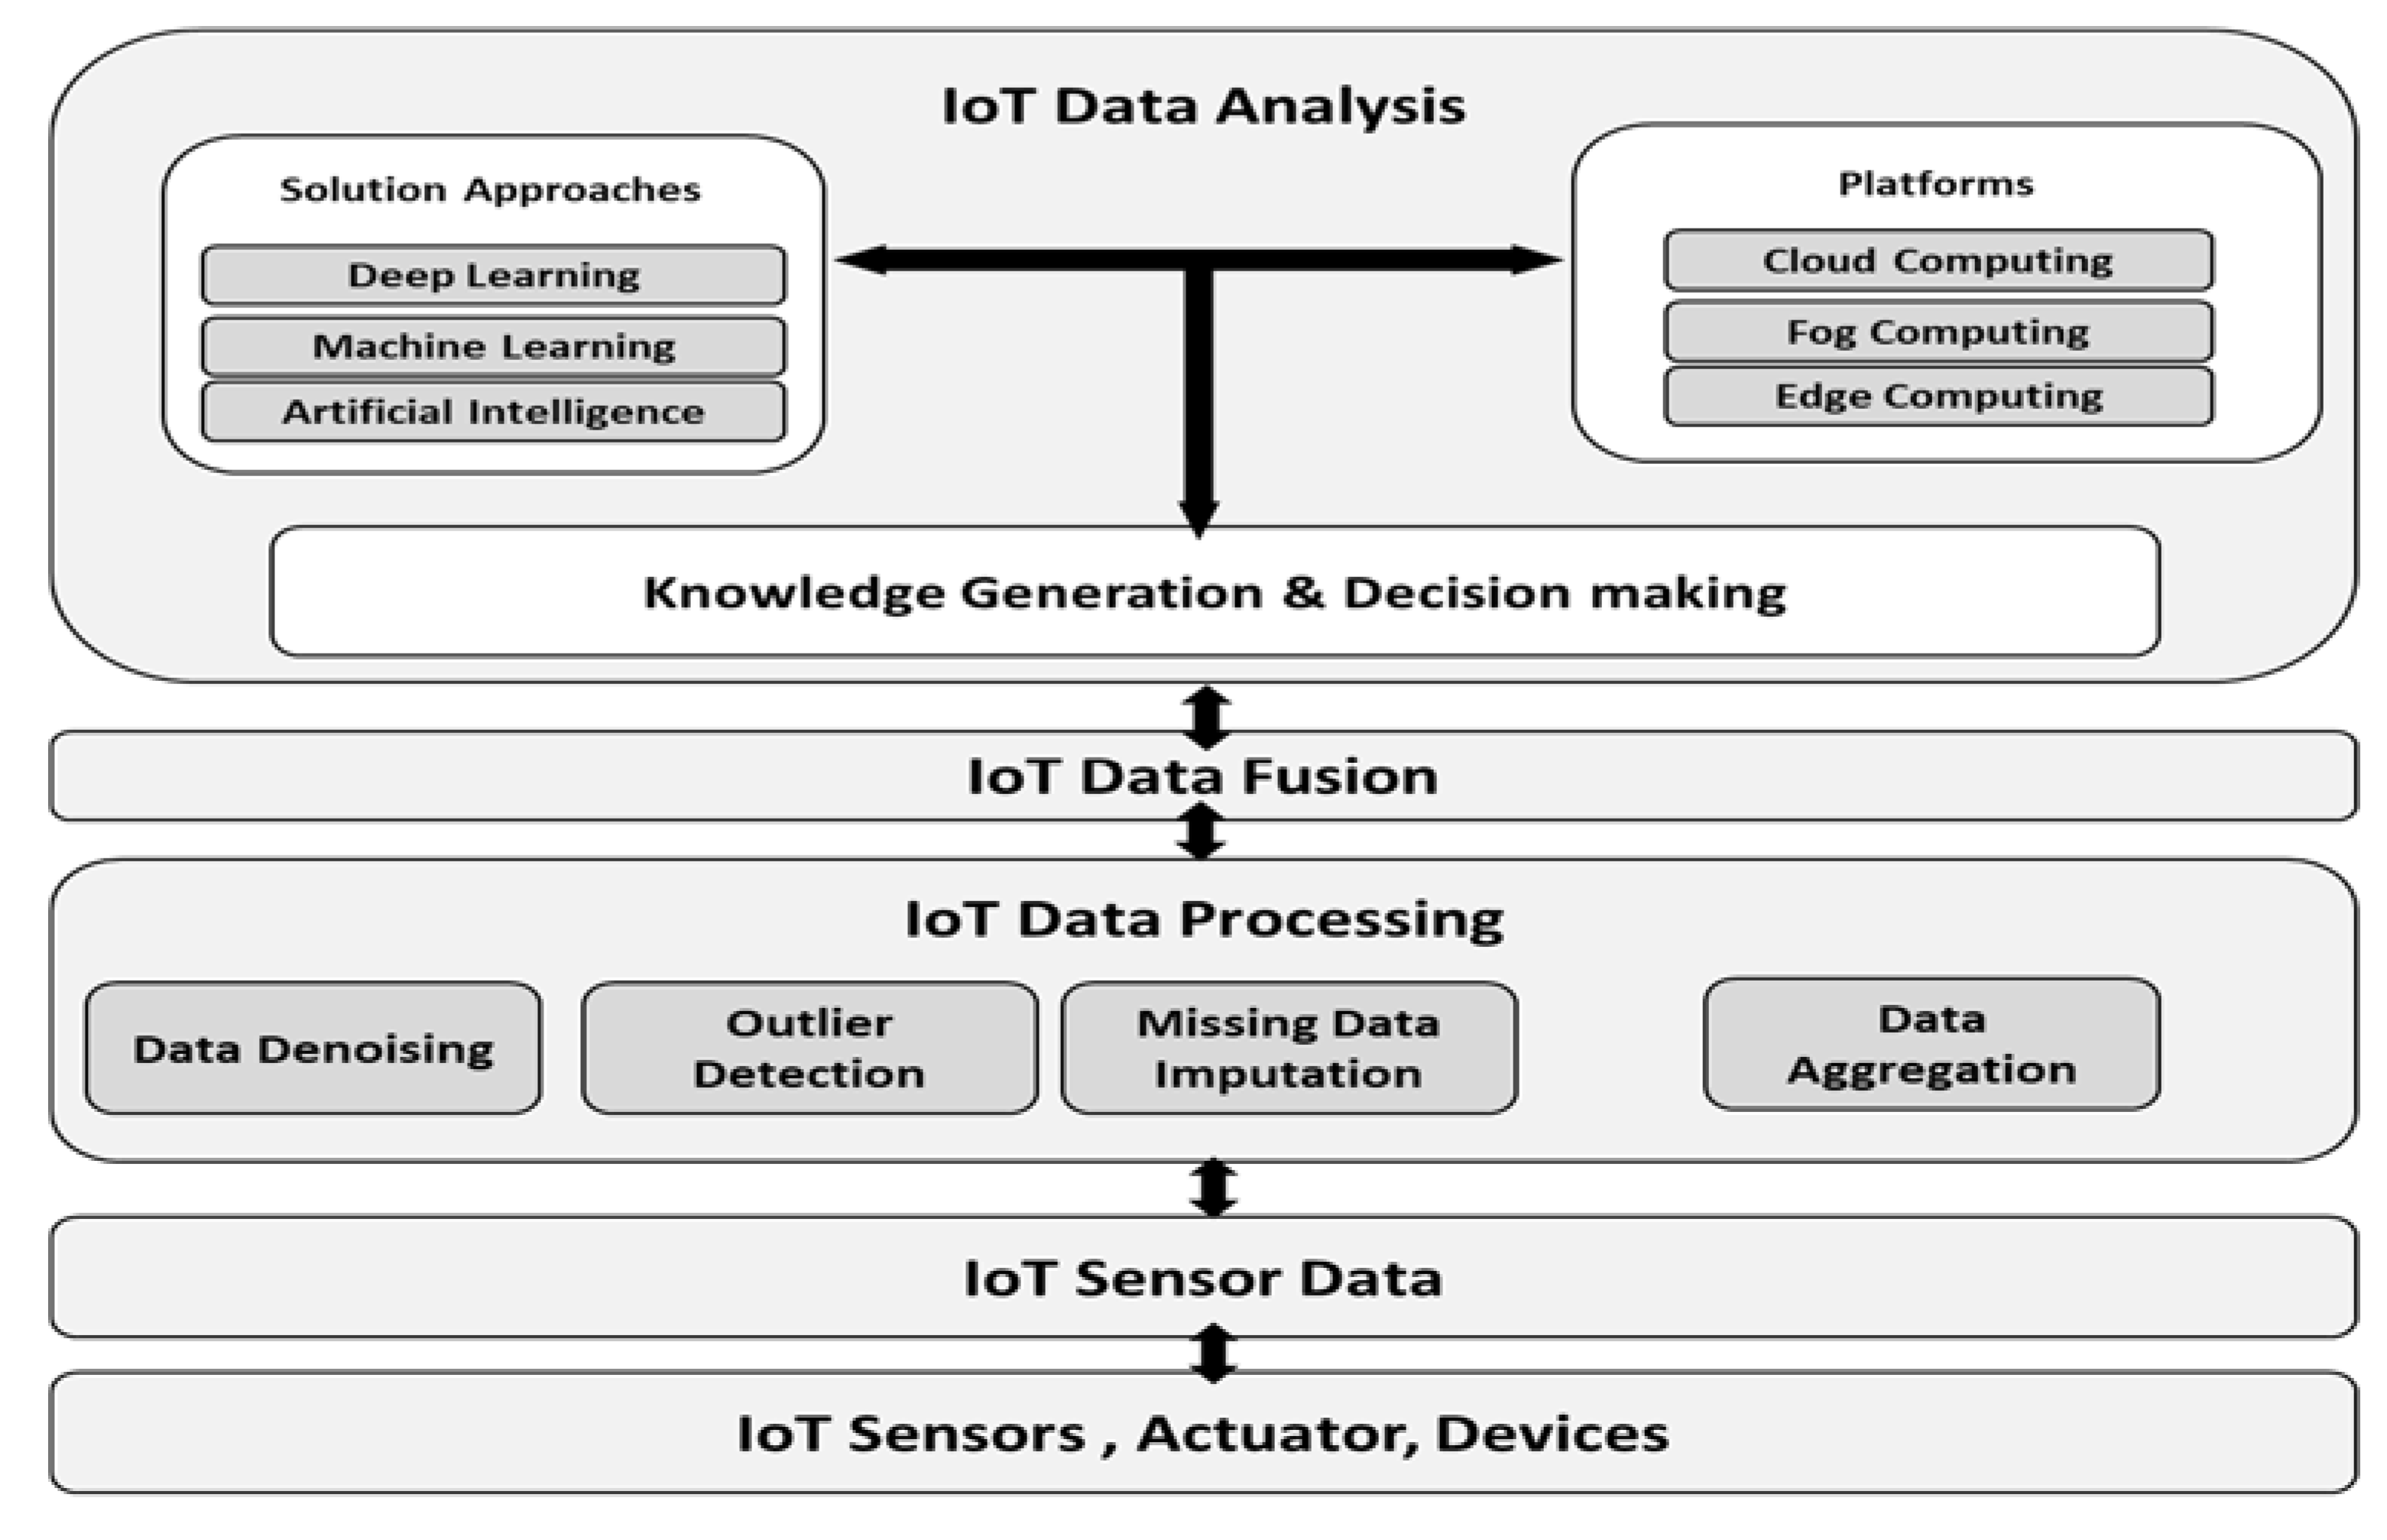 IoT Data Analysis
Solution Approaches
Deep Learning
Machine Learning
Artificial Intelligence
Platforms
Cloud Computing
Fog Computing
Edge Computing
Knowledge Generation & Decision making
IoT Data Fusion
IoT Data Processing
Data Denoising
Outlier
Detection
Missing Data
Imputation
Data
Aggregation
IoT Sensor Data
IoT Sensors , Actuator, Devices